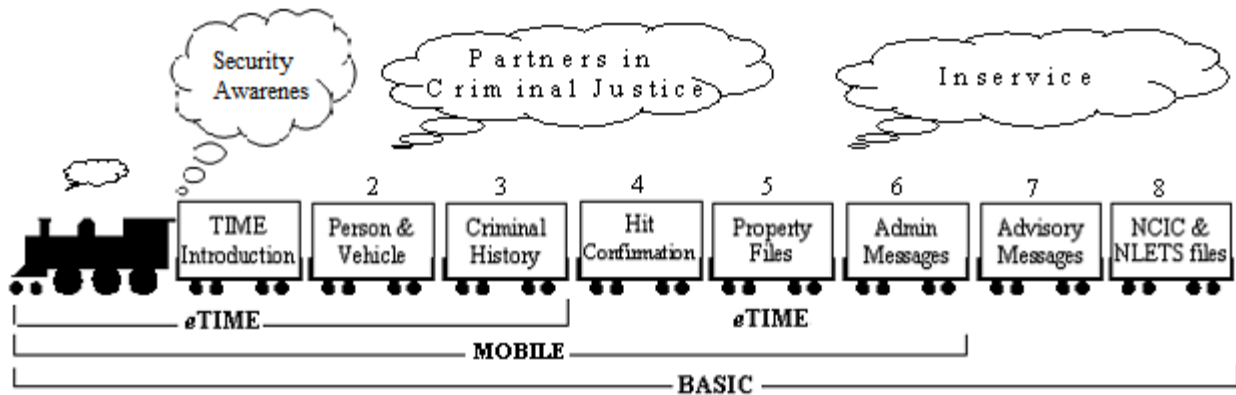 Security
Awarenes
Partners in
Criminal Justice
Inservice
2
3
4
5
6
7
8
TIME
Introduction
Person &
Vehicle
Criminal
History
Hit
Confirmation
Property
Files
Admin
Messages
Advisory
Messages
NCIC &
NLETS files
eTIME
eTIME
MOBILE
BASIC